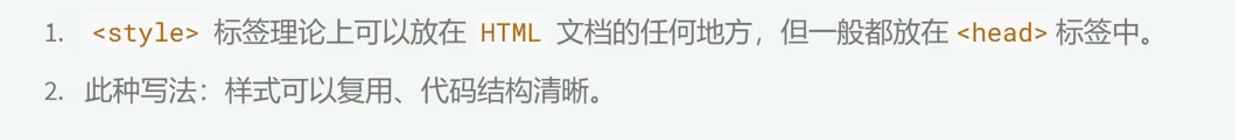 1. <style> 标签理论上可以放在 HTML 文档的任何地方，但一般都放在 <head> 标签中。
2. 此种写法：样式可以复用、代码结构清晰。